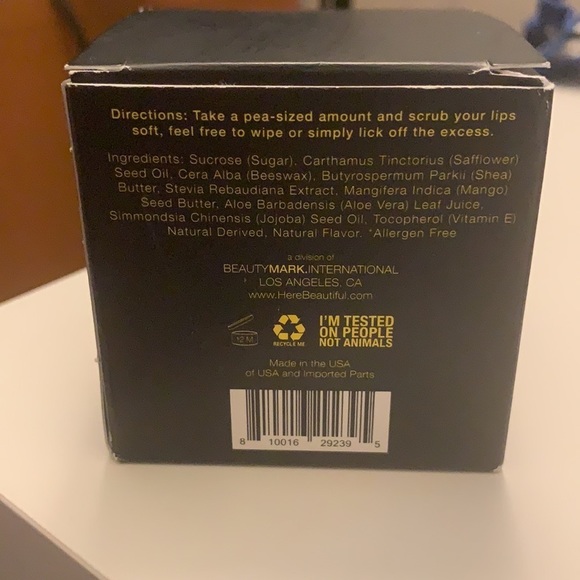 Directions: Take a pea-sized amount and scrub your lips
soft, feel free to wipe or simply lick off the excess.
Ingredients: Sucrose (Sugar), Carthamus Tinctorius (Safflower)
Seed Oil, Cera Alba (Beeswax), Butyrospermum Parkii (Shea)
Butter, Stevia Rebaudiana Extract, Mangifera Indica (Mango)
Seed Butter, Aloe Barbadensis (Aloe Vera) Leaf Juice,
Simmondsia Chinensis (Jojoba) Seed Oil, Tocopherol (Vitamin E)
Natural Derived, Natural Flavor. *Allergen Free
a division of
BEAUTYMARK.INTERNATIONAL
LOS ANGELES, CA
www.HereBeautiful.com
12 M
RECYCLE ME
I'M TESTED
ON PEOPLE
NOT ANIMALS
Made in the USA
of USA and Imported Parts
8 10016 29239 5